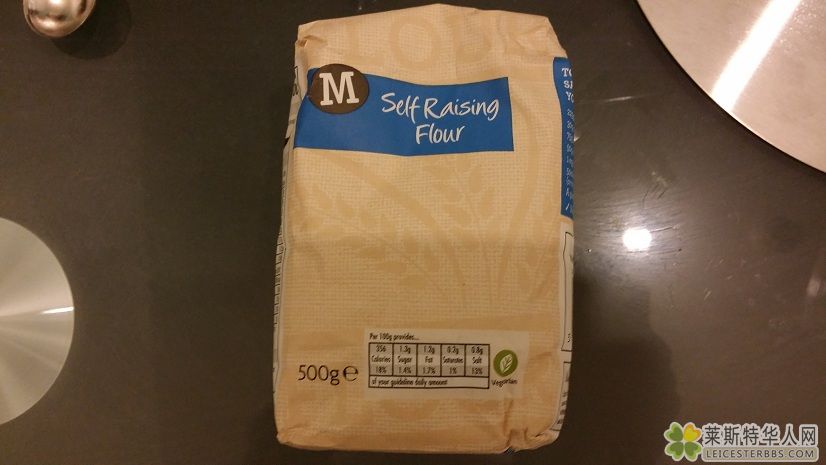 M
Self Raising
Flour
Per 100g provides...
356 1.3g 1.2g 0.2g 0.8g
Calories Sugar Fat Saturates Salt
18% 1.4% 1.7% 1% 13%
of your guideline daily amount
500g e
Vegetarian
莱斯特华人网
LEICESTERBBS.COM